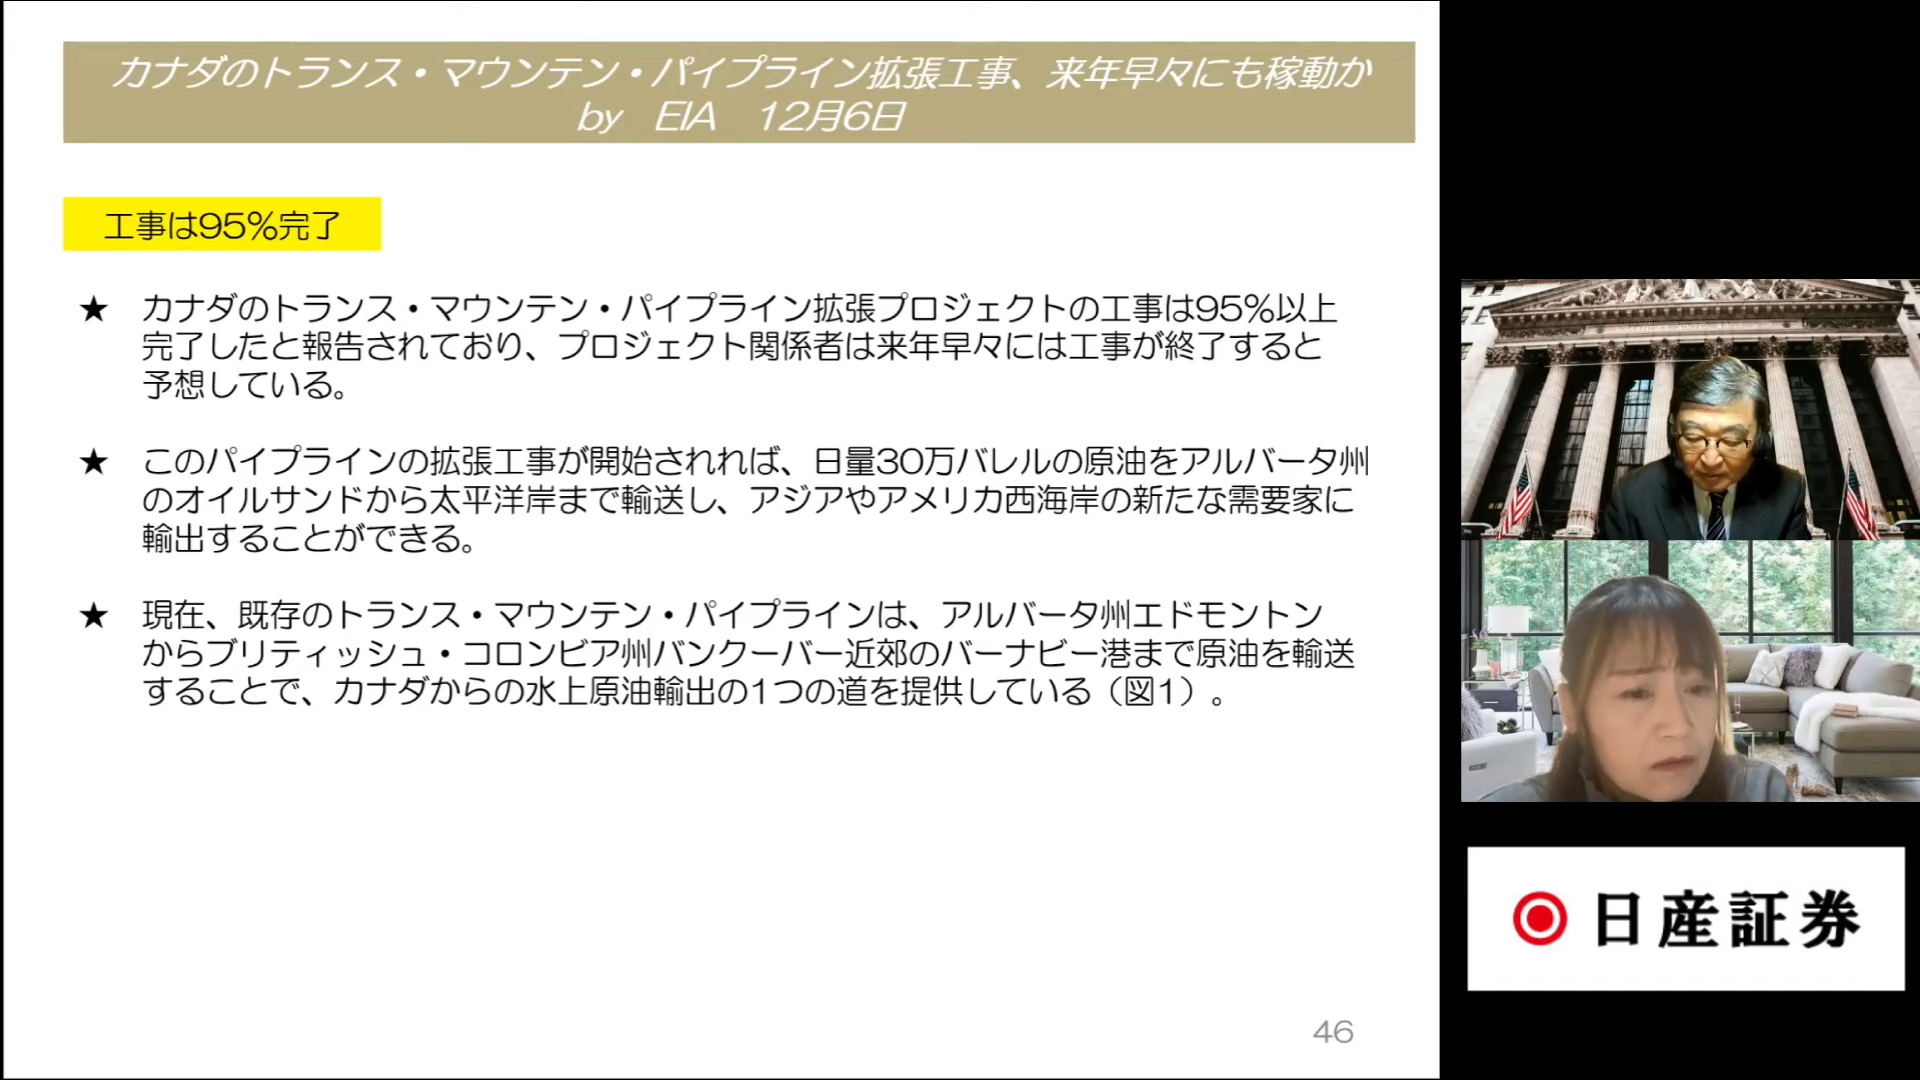 カナダのトランス・マウンテン・パイプライン拡張工事、来年早々にも稼動か
by　EIA　12月6日
工事は95%完了
★　カナダのトランス・マウンテン・パイプライン拡張プロジェクトの工事は95%以上
完了したと報告されており、プロジェクト関係者は来年早々には工事が終了すると
予想している。
★　このパイプラインの拡張工事が開始されれば、日量30万バレルの原油をアルバータ州
のオイルサンドから太平洋岸まで輸送し、アジアやアメリカ西海岸の新たな需要家に
輸出することができる。
★　現在、既存のトランス・マウンテン・パイプラインは、アルバータ州エドモントン
からブリティッシュ・コロンビア州バンクーバー近郊のバーナビー港まで原油を輸送
することで、カナダからの水上原油輸出の1つの道を提供している（図1）。
46
日産証券